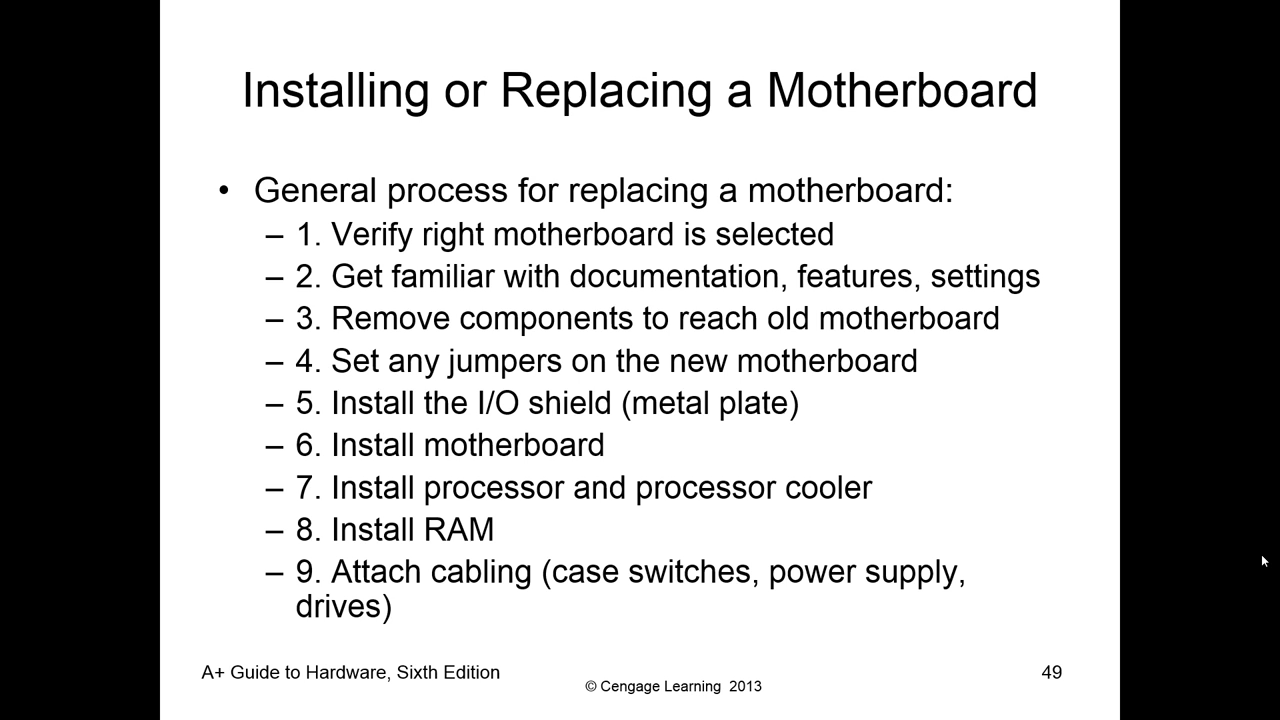 Installing or Replacing a Motherboard
• General process for replacing a motherboard:
– 1. Verify right motherboard is selected
– 2. Get familiar with documentation, features, settings
– 3. Remove components to reach old motherboard
– 4. Set any jumpers on the new motherboard
– 5. Install the I/O shield (metal plate)
– 6. Install motherboard
– 7. Install processor and processor cooler
– 8. Install RAM
– 9. Attach cabling (case switches, power supply,
drives)
A+ Guide to Hardware, Sixth Edition
© Cengage Learning 2013
49